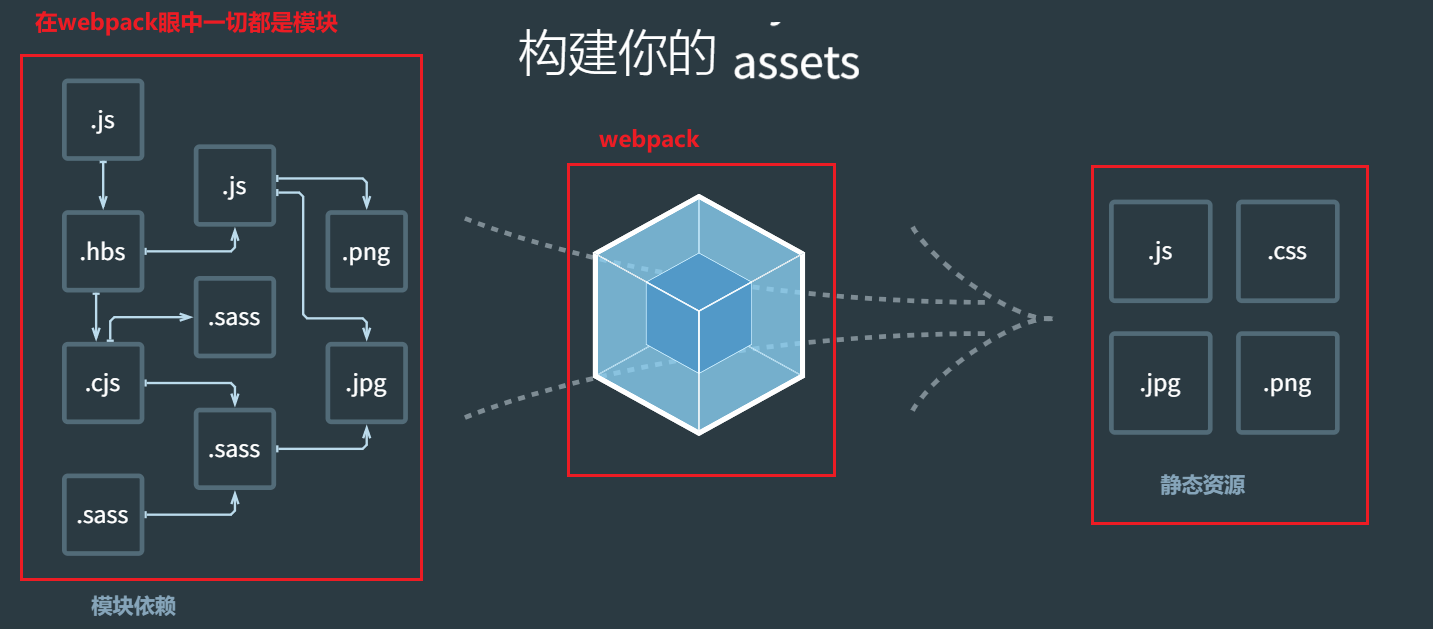 在webpack眼中一切都是模块
构建你的 assets
webpack
.js
.js
.hbs
.png
.sass
.cjs
.jpg
.sass
.sass
模块依赖
.js
.css
.jpg
.png
静态资源